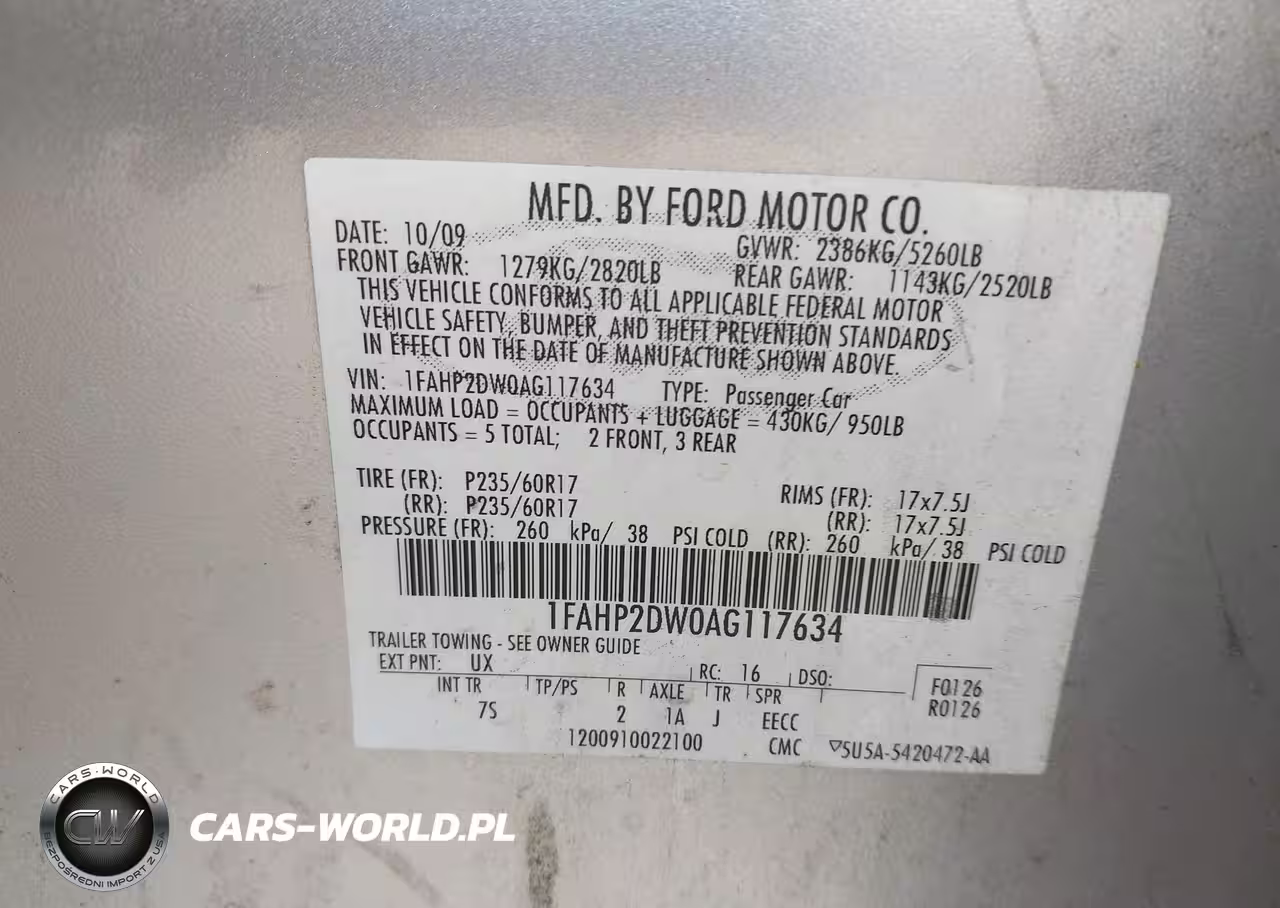 MFD. BY FORD MOTOR CO.
DATE: 10/09 GVWR: 2386KG/5260LB
FRONT GAWR: 1279KG/2820LB REAR GAWR: 1143KG/2520LB
THIS VEHICLE CONFORMS TO ALL APPLICABLE FEDERAL MOTOR
VEHICLE SAFETY, BUMPER, AND THEFT PREVENTION STANDARDS
IN EFFECT ON THE DATE OF MANUFACTURE SHOWN ABOVE.
VIN: 1FAHP2DW0AG117634 TYPE: Passenger Car
MAXIMUM LOAD = OCCUPANTS + LUGGAGE = 430KG/ 950LB
OCCUPANTS = 5 TOTAL; 2 FRONT, 3 REAR
TIRE (FR): P235/60R17 RIMS (FR): 17x7.5J
(RR): P235/60R17 (RR): 17x7.5J
PRESSURE (FR): 260 kPa/ 38 PSI COLD (RR): 260 kPa/ 38 PSI COLD
1FAHP2DW0AG117634
TRAILER TOWING - SEE OWNER GUIDE
EXT PNT: UX RC: 16 DSO:
INT TR TP/PS R AXLE TR SPR F0126
7S 2 1A J EECC R0126
1200910022100 CMC ▽5U5A-5420472-AA
CARS-WORLD
CW
BEZPOŚREDNI IMPORT Z USA
CARS-WORLD.PL